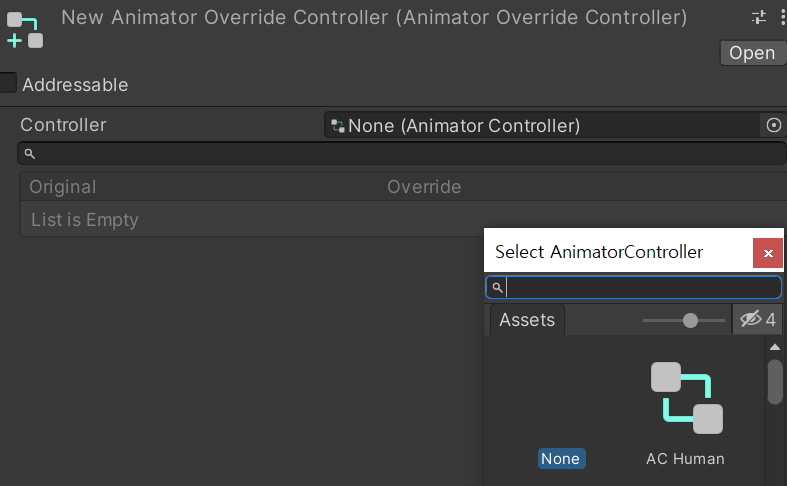 New Animator Override Controller (Animator Override Controller)
Open
Addressable
Controller
None (Animator Controller)
Original Override
List is Empty
Select AnimatorController
x
Assets
4
None
AC Human